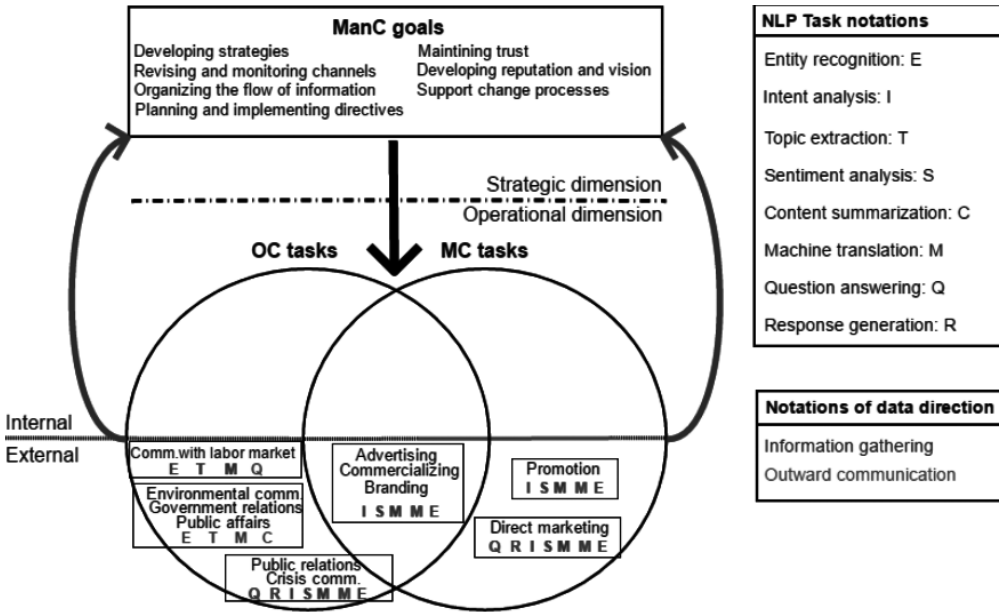 ManC goals
Developing strategies
Revising and monitoring channels
Organizing the flow of information
Planning and implementing directives
Maintining trust
Developing reputation and vision
Support change processes
Strategic dimension
Operational dimension
OC tasks
MC tasks
Internal
External
Comm.with labor market
E T M Q
Environmental comm.
Government relations
Public affairs
E T M C
Public relations
Crisis comm.
Q R I S M M E
Advertising
Commercializing
Branding
I S M M E
Promotion
I S M M E
Direct marketing
Q R I S M M E
NLP Task notations
Entity recognition: E
Intent analysis: I
Topic extraction: T
Sentiment analysis: S
Content summarization: C
Machine translation: M
Question answering: Q
Response generation: R
Notations of data direction
Information gathering
Outward communication